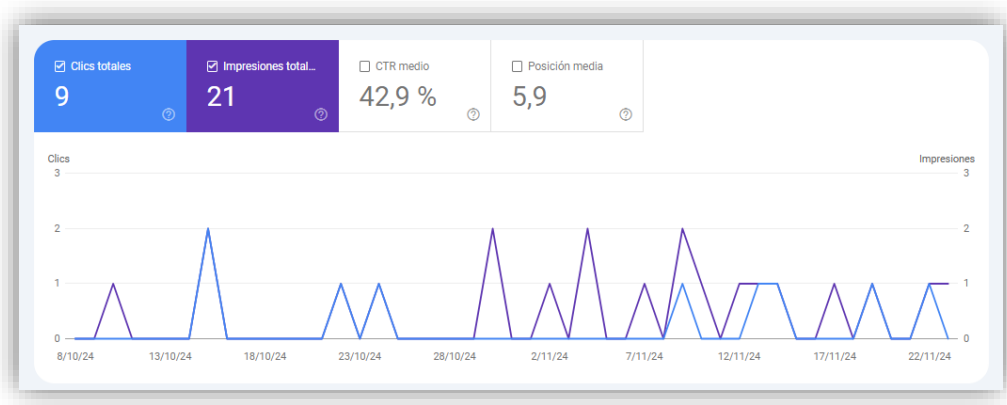 Clics totales
9
Impresiones total...
21
CTR medio
42,9 %
Posición media
5,9
Clics
Impresiones
3
3
2
2
1
1
0
0
8/10/24 13/10/24 18/10/24 23/10/24 28/10/24 2/11/24 7/11/24 12/11/24 17/11/24 22/11/24